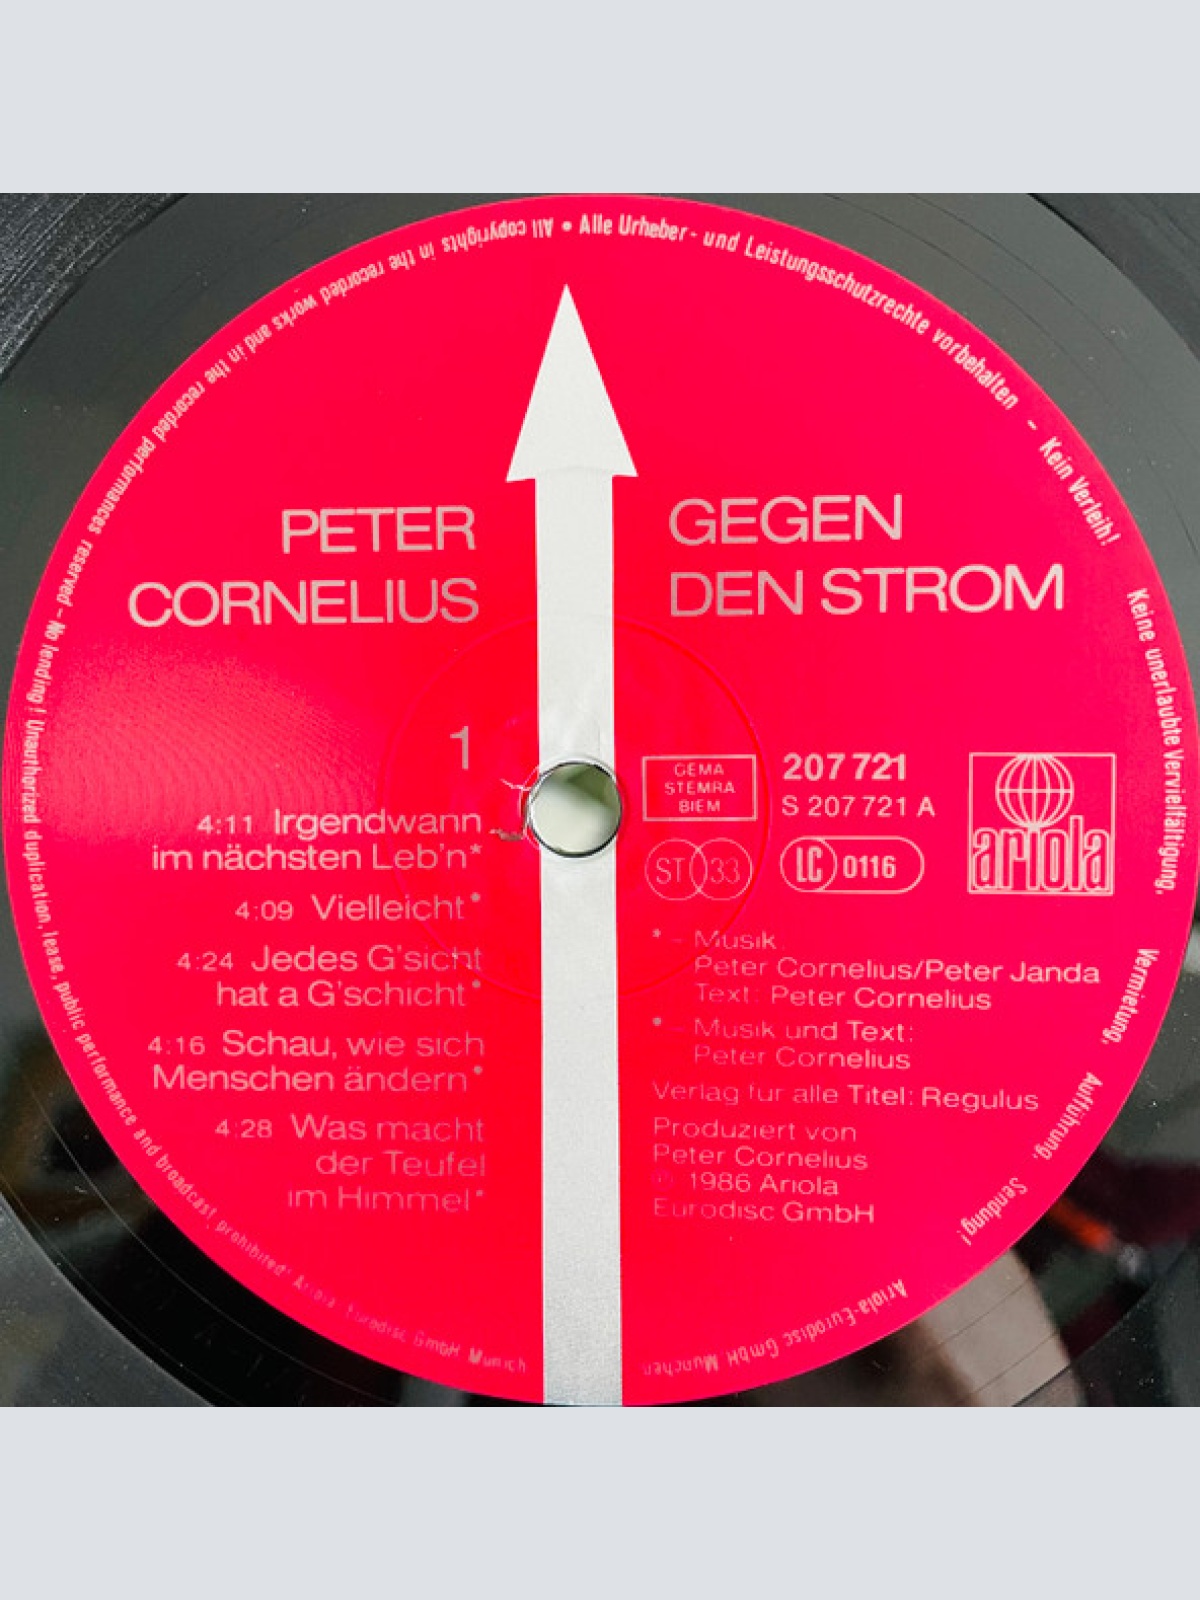 All copyrights in the recorded works and in the recorded performances reserved - No lending! Unauthorized duplication, lease, public performance and broadcast prohibited! Ariola-Eurodisc GmbH Munich
• Alle Urheber- und Leistungsschutzrechte vorbehalten - Kein Verleih! Keine unerlaubte Vervielfältigung, Vermietung, Aufführung, Sendung! Ariola-Eurodisc GmbH München
PETER
CORNELIUS
GEGEN
DEN STROM
1
4:11 Irgendwann
im nächsten Leb'n*
4:09 Vielleicht•
4:24 Jedes G'sicht
hat a G'schicht•
4:16 Schau, wie sich
Menschen ändern•
4:28 Was macht
der Teufel
im Himmel*
GEMA
STEMRA
BIEM
207 721
S 207 721 A
ST 33
LC 0116
ariola
* - Musik:
Peter Cornelius/Peter Janda
Text: Peter Cornelius
• - Musik und Text:
Peter Cornelius
Verlag für alle Titel: Regulus
Produziert von
Peter Cornelius
℗ 1986 Ariola
Eurodisc GmbH